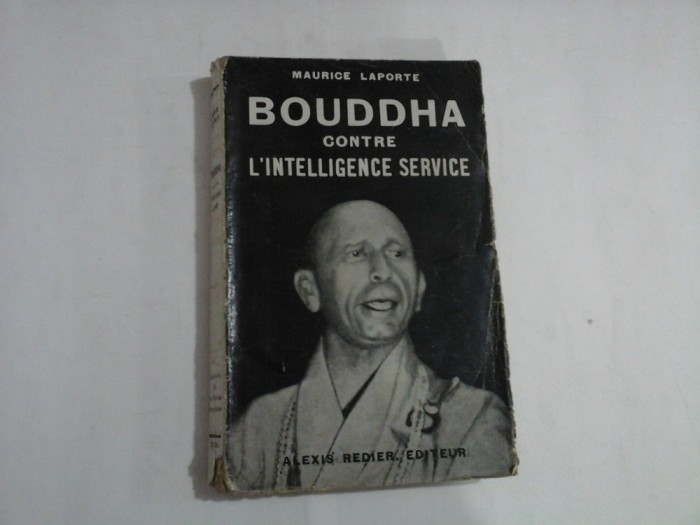 MAURICE LAPORTE
BOUDDHA
CONTRE
L'INTELLIGENCE SERVICE
ALEXIS REDIER, EDITEUR